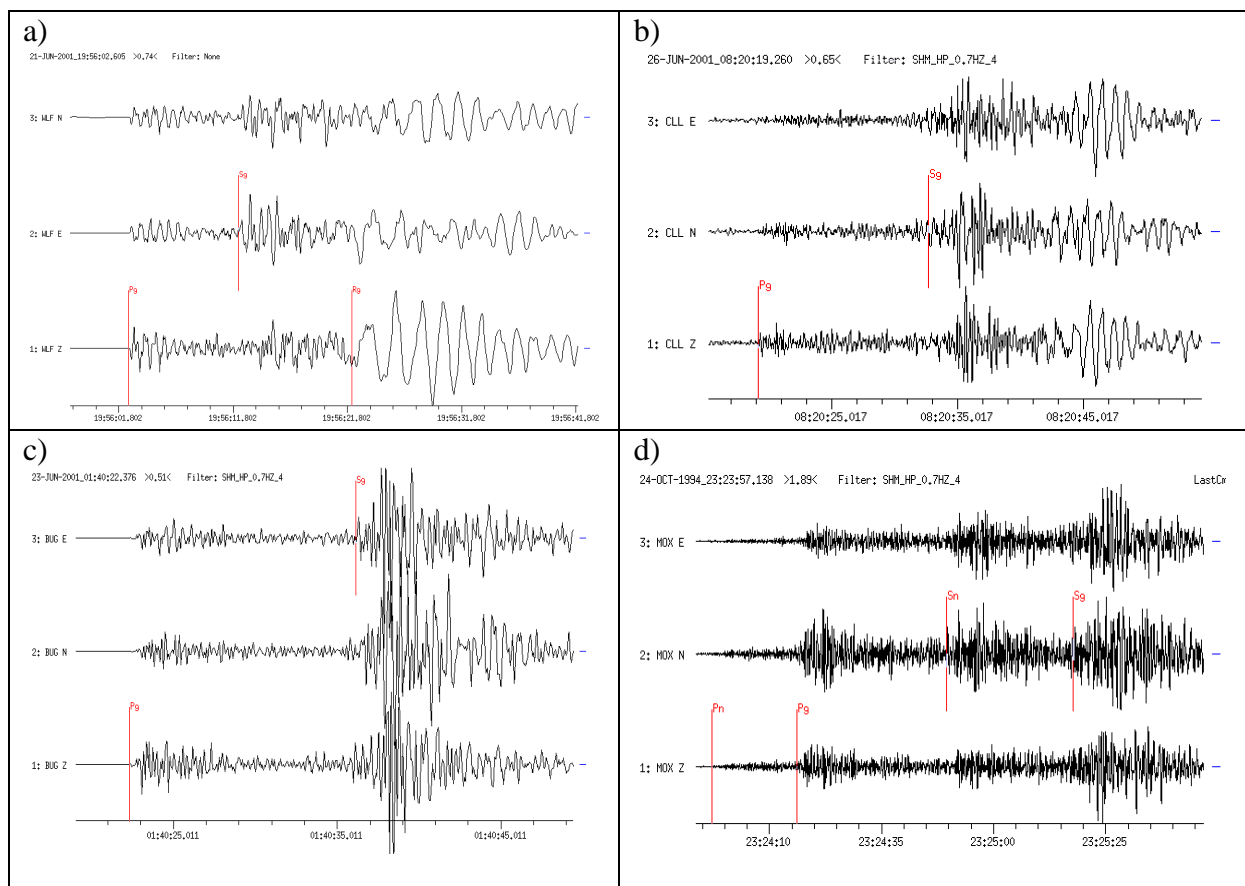 a)
21-JUN-2001_19:56:02.605 >0.74< Filter: None
3: WLF N
Sg
2: WLF E
Pg Rg
1: WLF Z
19:56:01.802 19:56:11.802 19:56:21.802 19:56:31.802 19:56:41.802
b)
26-JUN-2001_08:20:19.260 >0.65< Filter: SHM_HP_0.7HZ_4
3: CLL E
Sg
2: CLL N
Pg
1: CLL Z
08:20:25.017 08:20:35.017 08:20:45.017
c)
23-JUN-2001_01:40:22.376 >0.51< Filter: SHM_HP_0.7HZ_4
Sg
3: BUG E
2: BUG N
Pg
1: BUG Z
01:40:25.011 01:40:35.011 01:40:45.011
d)
24-OCT-1994_23:23:57.138 >1.89< Filter: SHM_HP_0.7HZ_4
3: MOX E
Sn Sg
2: MOX N
Pn Pg
1: MOX Z
23:24:10 23:24:35 23:25:00 23:25:25